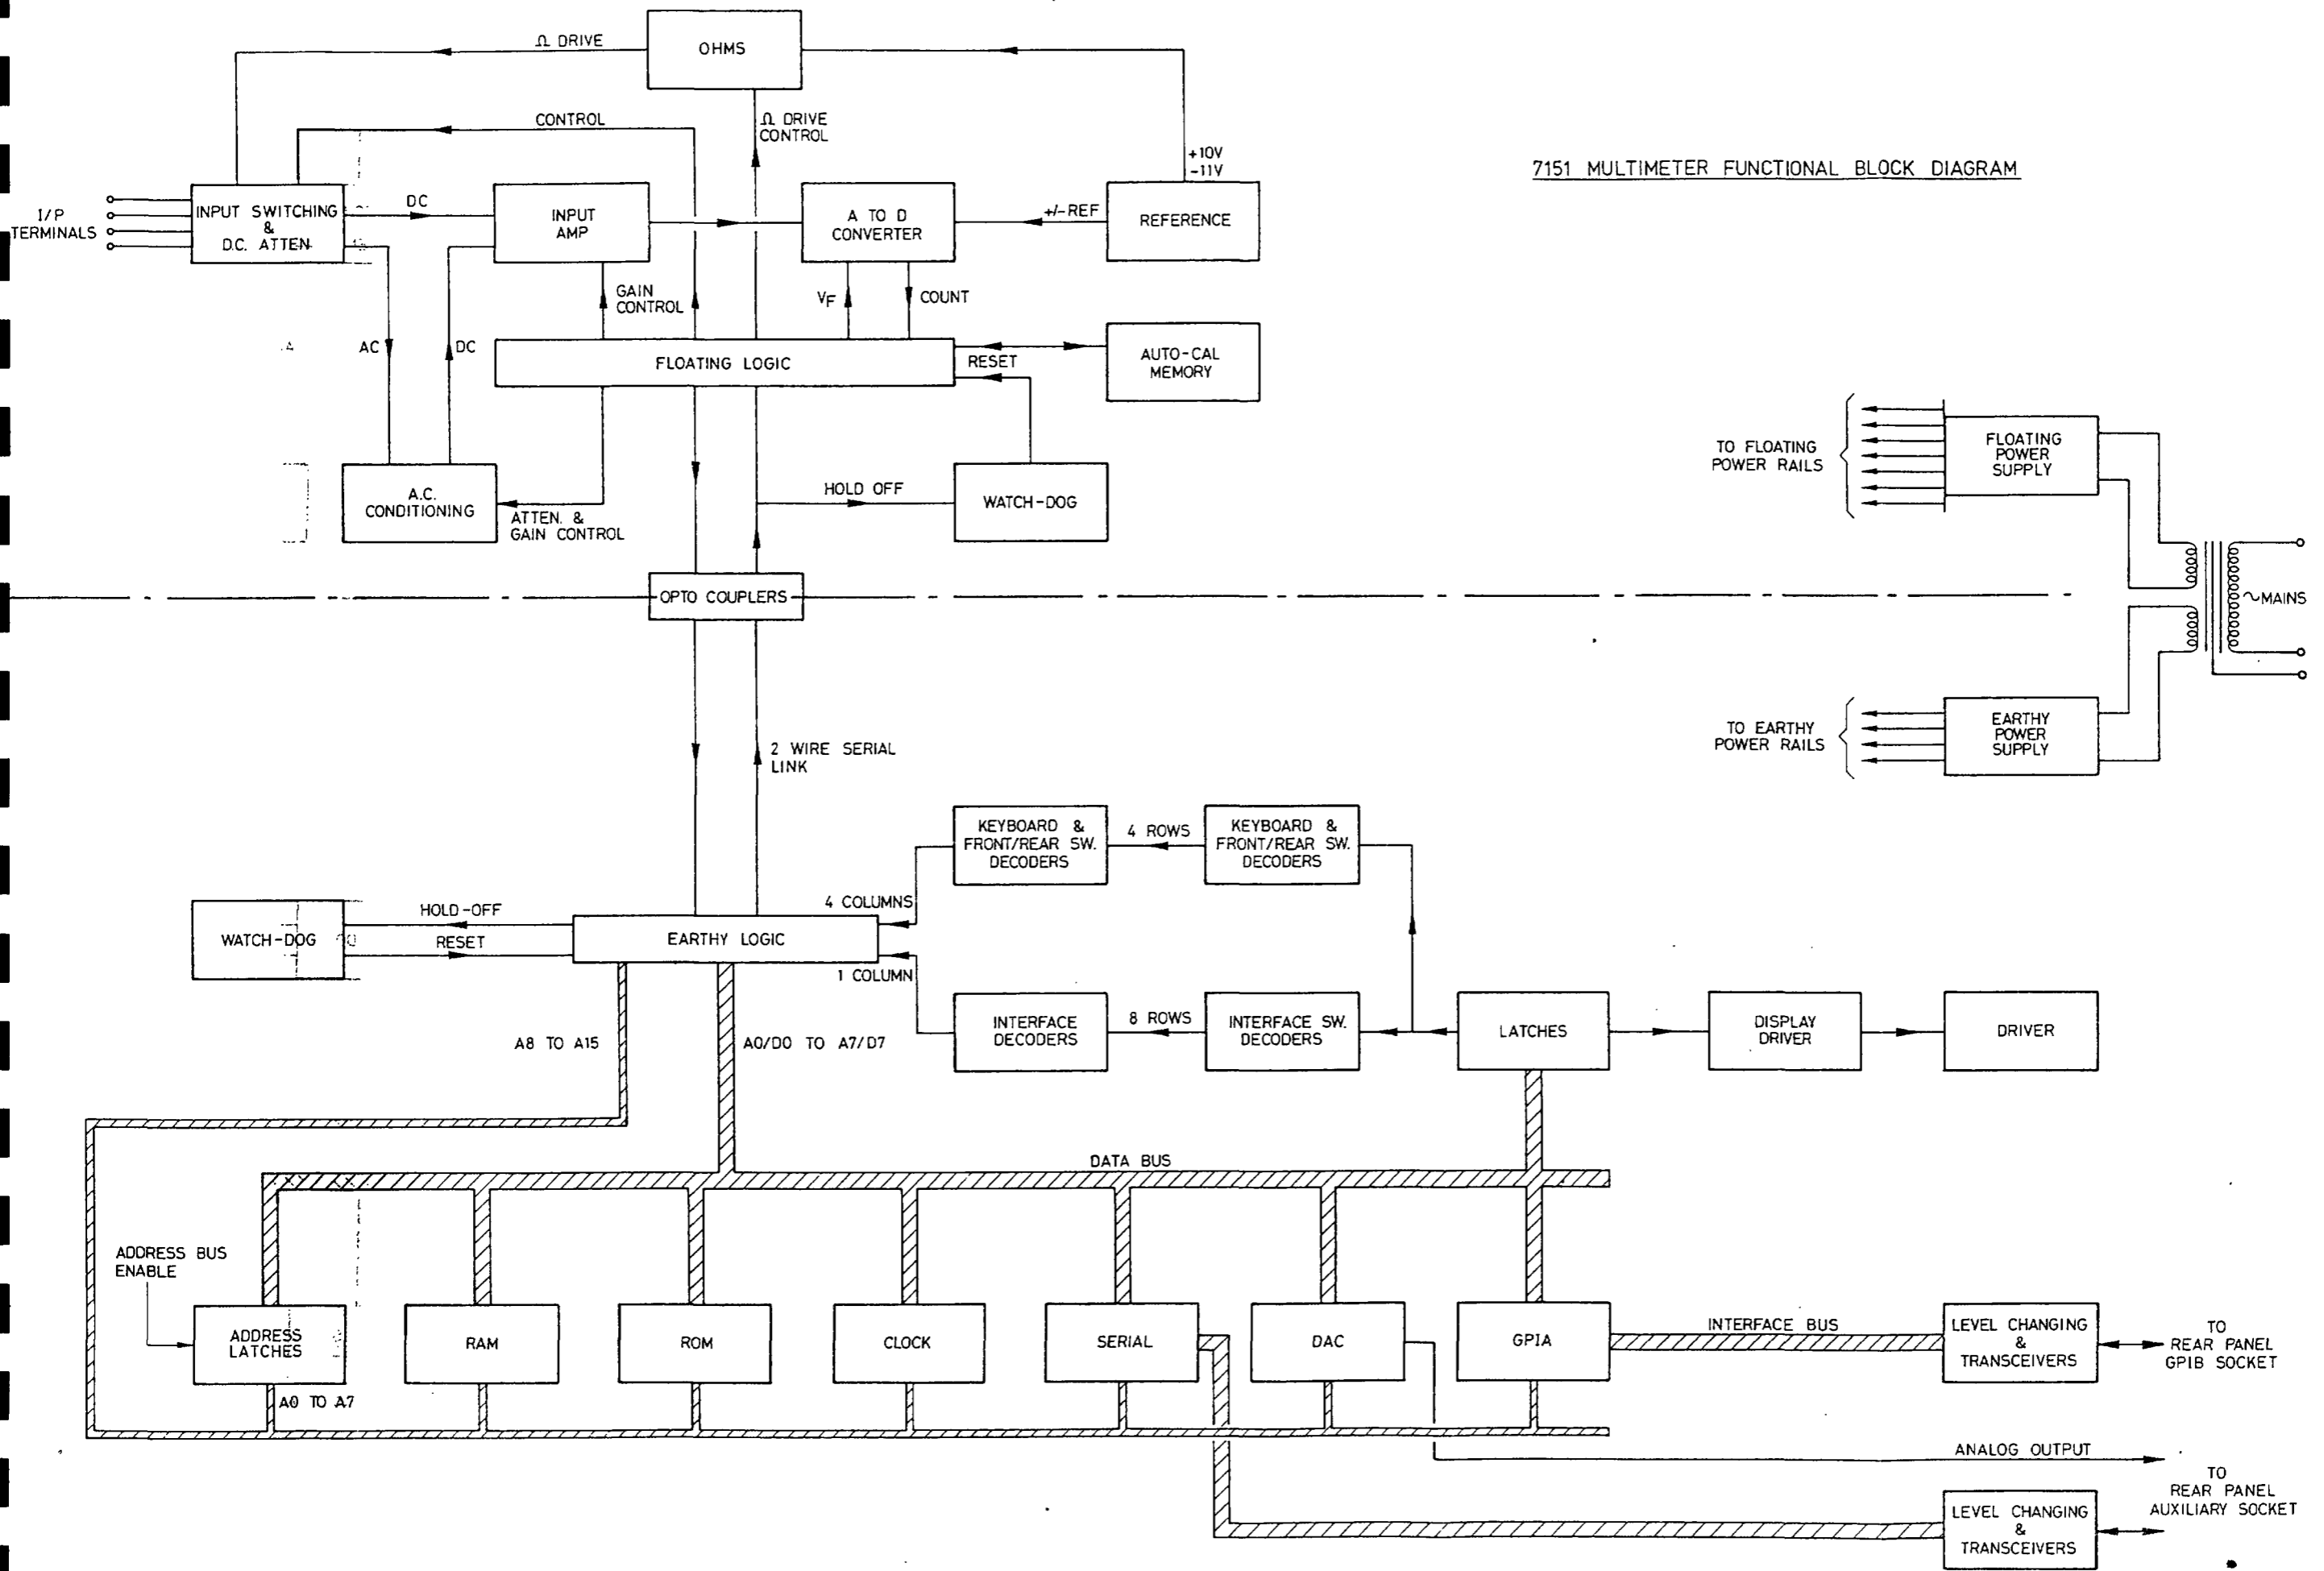 Ω DRIVE
OHMS
CONTROL
Ω DRIVE
CONTROL
+10V
-11V
7151 MULTIMETER FUNCTIONAL BLOCK DIAGRAM
I/P
TERMINALS
INPUT SWITCHING
&
D.C. ATTEN.
DC
INPUT
AMP
A TO D
CONVERTER
+/-REF
REFERENCE
GAIN
CONTROL
VF
COUNT
AC
DC
FLOATING LOGIC
RESET
AUTO-CAL
MEMORY
A.C.
CONDITIONING
ATTEN. &
GAIN CONTROL
HOLD OFF
WATCH-DOG
TO FLOATING
POWER RAILS
FLOATING
POWER
SUPPLY
OPTO COUPLERS
~MAINS
2 WIRE SERIAL
LINK
TO EARTHY
POWER RAILS
EARTHY
POWER
SUPPLY
KEYBOARD &
FRONT/REAR SW.
DECODERS
4 ROWS
KEYBOARD &
FRONT/REAR SW.
DECODERS
4 COLUMNS
WATCH-DOG
HOLD-OFF
RESET
EARTHY LOGIC
1 COLUMN
INTERFACE
DECODERS
8 ROWS
INTERFACE SW.
DECODERS
LATCHES
DISPLAY
DRIVER
DRIVER
A8 TO A15
A0/D0 TO A7/D7
DATA BUS
ADDRESS BUS
ENABLE
ADDRESS
LATCHES
RAM
ROM
CLOCK
SERIAL
DAC
GPIA
INTERFACE BUS
LEVEL CHANGING
&
TRANSCEIVERS
TO
REAR PANEL
GPIB SOCKET
A0 TO A7
ANALOG OUTPUT
TO
REAR PANEL
AUXILIARY SOCKET
LEVEL CHANGING
&
TRANSCEIVERS